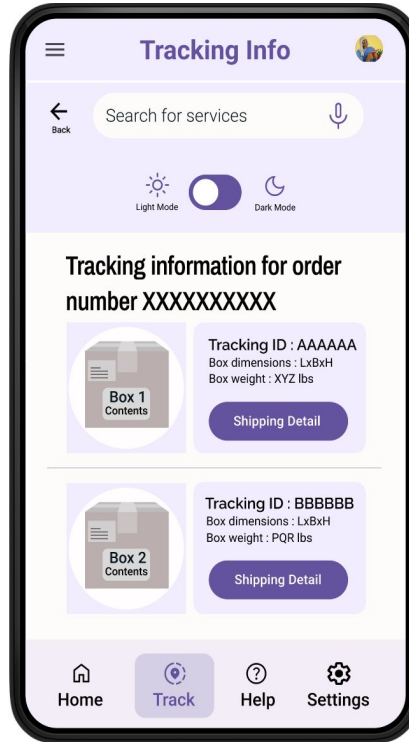 Tracking Info
Back
Search for services
Light Mode
Dark Mode
Tracking information for order
number XXXXXXXXXX
Box 1
Contents
Tracking ID : AAAAAA
Box dimensions : LxBxH
Box weight : XYZ lbs
Shipping Detail
Box 2
Contents
Tracking ID : BBBBBB
Box dimensions : LxBxH
Box weight : PQR lbs
Shipping Detail
Home
Track
Help
Settings